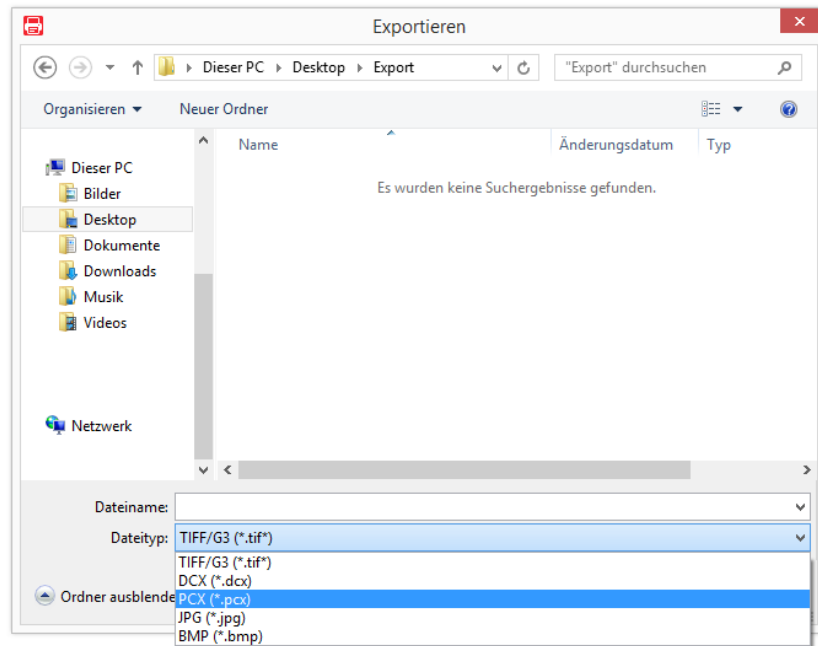 Exportieren
Dieser PC Desktop Export "Export" durchsuchen
Organisieren Neuer Ordner
Name Änderungsdatum Typ
Es wurden keine Suchergebnisse gefunden.
Dieser PC
Bilder
Desktop
Dokumente
Downloads
Musik
Videos
Netzwerk
Dateiname:
Dateityp: TIFF/G3 (*.tif*)
TIFF/G3 (*.tif*)
DCX (*.dcx)
Ordner ausblende PCX (*.pcx)
JPG (*.jpg)
BMP (*.bmp)